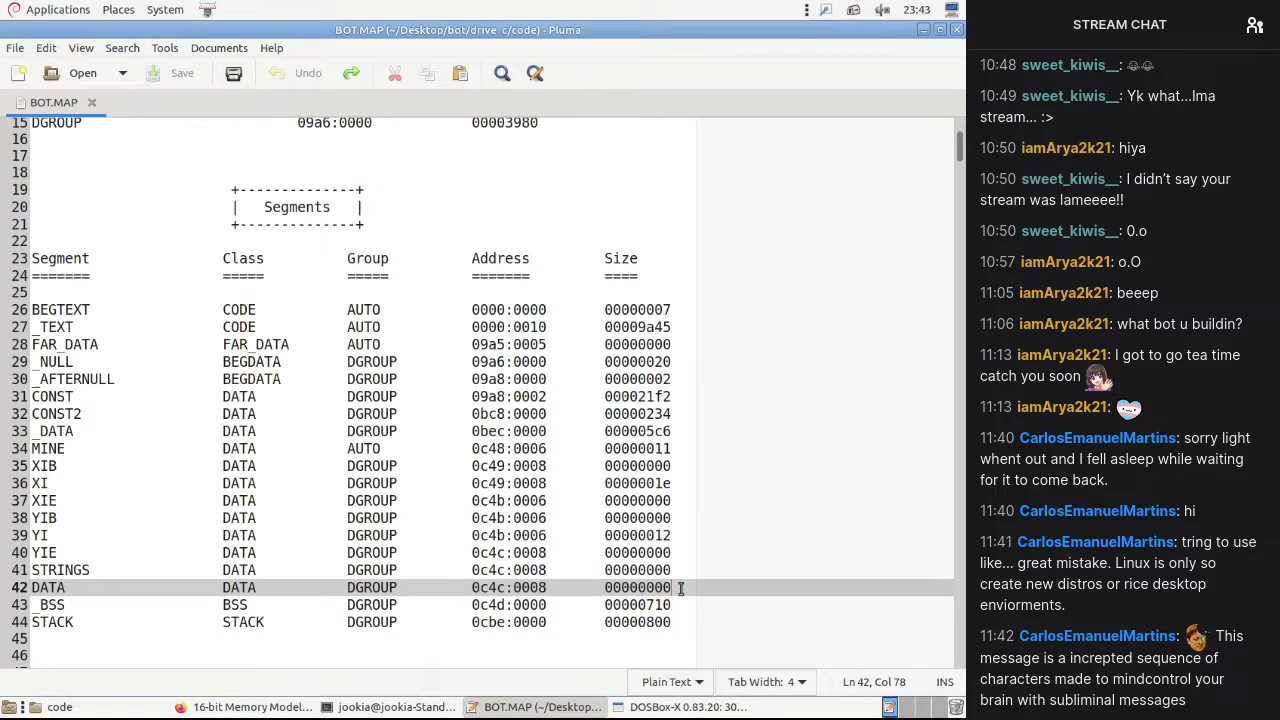 Applications Places System 23:43
BOT.MAP (~/Desktop/bot/drive_c/code) - Pluma
File Edit View Search Tools Documents Help
Open Save Undo
BOT.MAP
15 DGROUP 09a6:0000 00003980
16
17
18
19 +--------------+
20 | Segments |
21 +--------------+
22
23 Segment Class Group Address Size
24 ======= ===== ===== ======= ====
25
26 BEGTEXT CODE AUTO 0000:0000 00000007
27 _TEXT CODE AUTO 0000:0010 00009a45
28 FAR_DATA FAR_DATA AUTO 09a5:0005 00000000
29 _NULL BEGDATA DGROUP 09a6:0000 00000020
30 _AFTERNULL BEGDATA DGROUP 09a8:0000 00000002
31 CONST DATA DGROUP 09a8:0002 000021f2
32 CONST2 DATA DGROUP 0bc8:0000 00000234
33 _DATA DATA DGROUP 0bec:0000 000005c6
34 MINE DATA AUTO 0c48:0006 00000011
35 XIB DATA DGROUP 0c49:0008 00000000
36 XI DATA DGROUP 0c49:0008 0000001e
37 XIE DATA DGROUP 0c4b:0006 00000000
38 YIB DATA DGROUP 0c4b:0006 00000000
39 YI DATA DGROUP 0c4b:0006 00000012
40 YIE DATA DGROUP 0c4c:0008 00000000
41 STRINGS DATA DGROUP 0c4c:0008 00000000
42 DATA DATA DGROUP 0c4c:0008 00000000
43 _BSS BSS DGROUP 0c4d:0000 00000710
44 STACK STACK DGROUP 0cbe:0000 00000800
45
46
Plain Text Tab Width: 4 Ln 42, Col 78 INS
code 16-bit Memory Model... jookia@jookia-Stand... BOT.MAP (~/Desktop... DOSBox-X 0.83.20: 30...
STREAM CHAT
10:48 sweet_kiwis__: 😂😂
10:49 sweet_kiwis__: Yk what...lma
stream... :>
10:50 iamArya2k21: hiya
10:50 sweet_kiwis__: I didn't say your
stream was lameeee!!
10:50 sweet_kiwis__: 0.o
10:57 iamArya2k21: o.O
11:05 iamArya2k21: beeep
11:06 iamArya2k21: what bot u buildin?
11:13 iamArya2k21: I got to go tea time
catch you soon
11:13 iamArya2k21:
11:40 CarlosEmanuelMartins: sorry light
whent out and I fell asleep while waiting
for it to come back.
11:40 CarlosEmanuelMartins: hi
11:41 CarlosEmanuelMartins: tring to use
like... great mistake. Linux is only so
create new distros or rice desktop
enviorments.
11:42 CarlosEmanuelMartins: This
message is a increpted sequence of
characters made to mindcontrol your
brain with subliminal messages